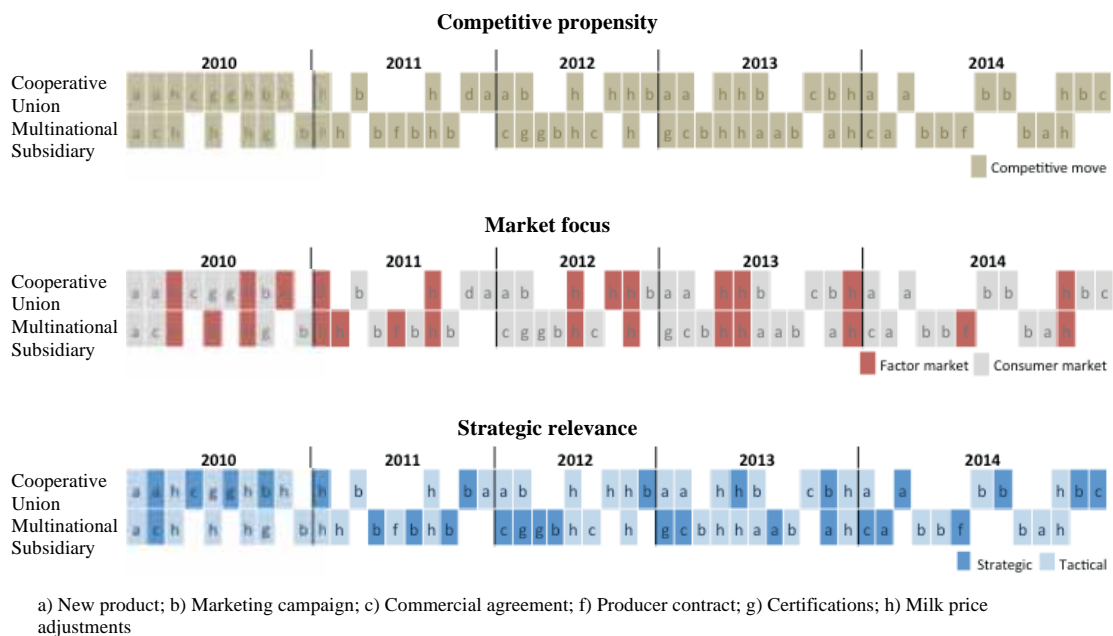 Competitive propensity
2010 2011 2012 2013 2014
Cooperative
Union
a a h c g g h b h h b h d a a b h h h b a a h h b c b h a a b b h b c
Multinational
Subsidiary
a c h h h g b h h b f b h b c g g b h c h g c b h h a a b a h c a b b f b a h
Competitive move
Market focus
2010 2011 2012 2013 2014
Cooperative
Union
a a c g g b b h d a a b h h h b a a h h b c b h a a b b h b c
Multinational
Subsidiary
a c g b h b f b h b c g g b h c h g c b h h a a b a h c a b b f b a h
Factor market Consumer market
Strategic relevance
2010 2011 2012 2013 2014
Cooperative
Union
a a h c g g h b h h b h b a a b h h h b a a h h b c b h a a b b h b c
Multinational
Subsidiary
a c h h h g b h h b f b h b c g g b h c h g c b h h a a b a h c a b b f b a h
Strategic Tactical
a) New product; b) Marketing campaign; c) Commercial agreement; f) Producer contract; g) Certifications; h) Milk price
adjustments